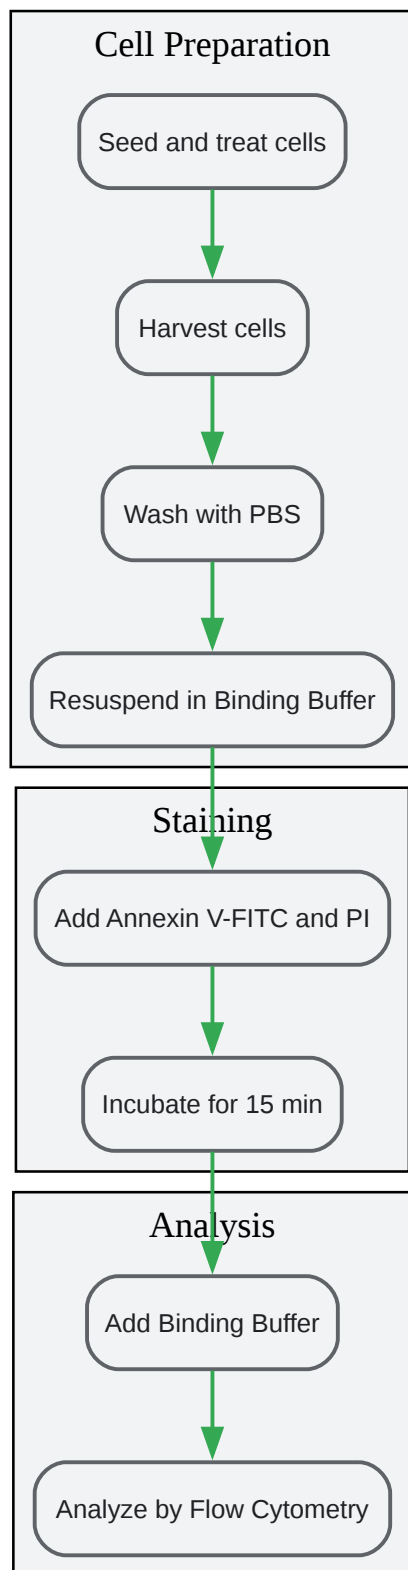 Cell Preparation
Seed and treat cells
Harvest cells
Wash with PBS
Resuspend in Binding Buffer
Staining
Add Annexin V-FITC and PI
Incubate for 15 min
Analysis
Add Binding Buffer
Analyze by Flow Cytometry